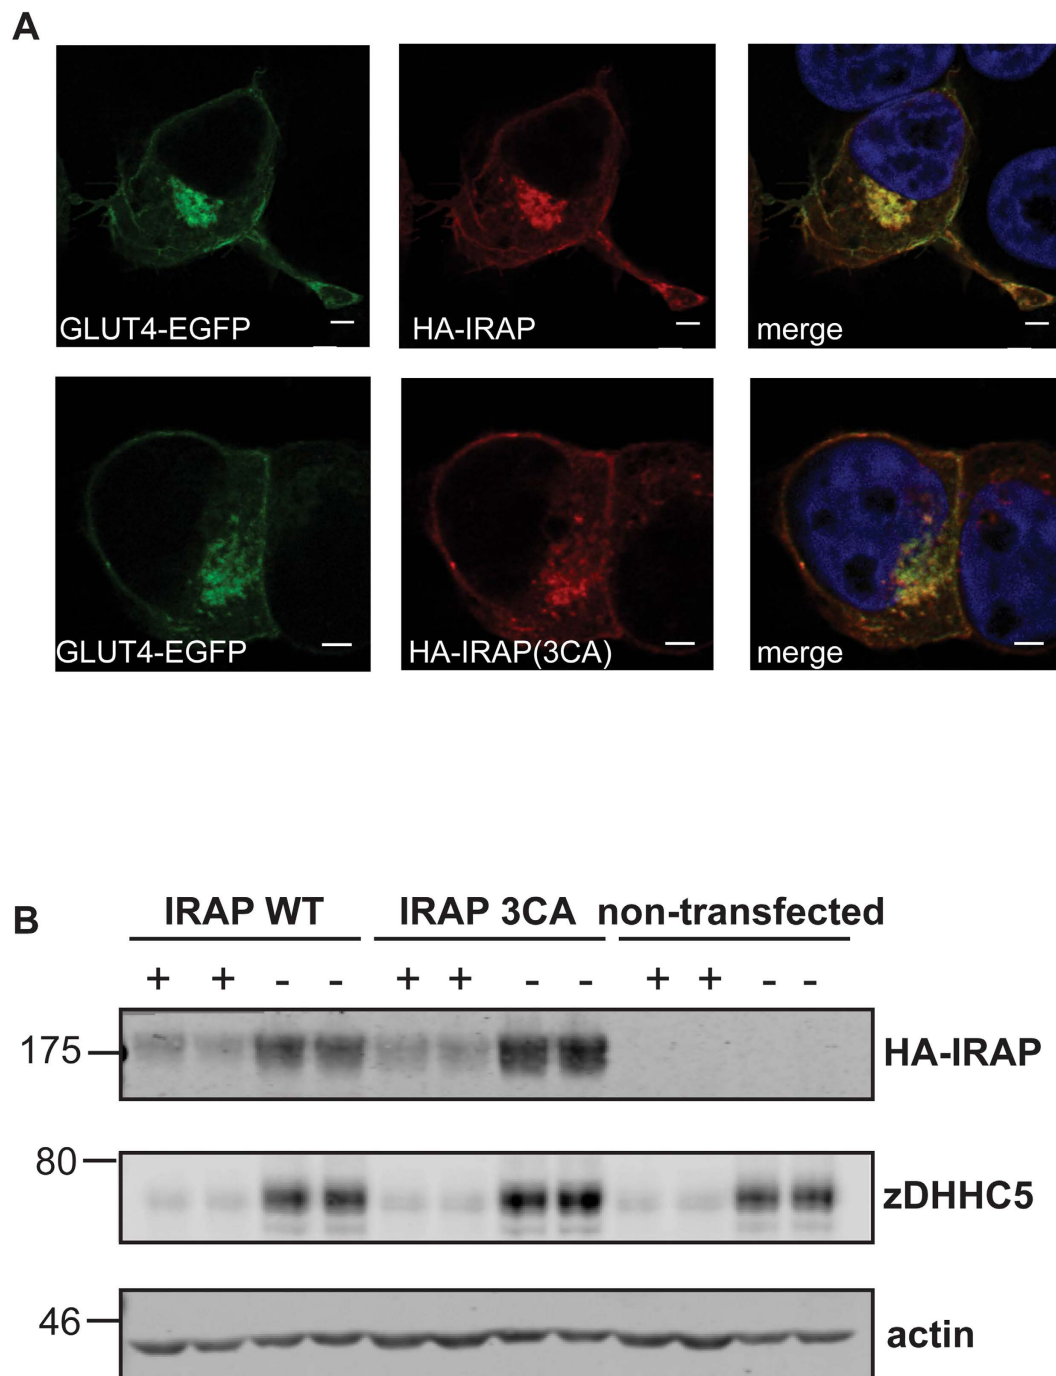 A
GLUT4-EGFP HA-IRAP merge
GLUT4-EGFP HA-IRAP(3CA) merge
B
IRAP WT IRAP 3CA non-transfected
+ + - - + + - - + + - -
175 HA-IRAP
80 zDHHC5
46 actin